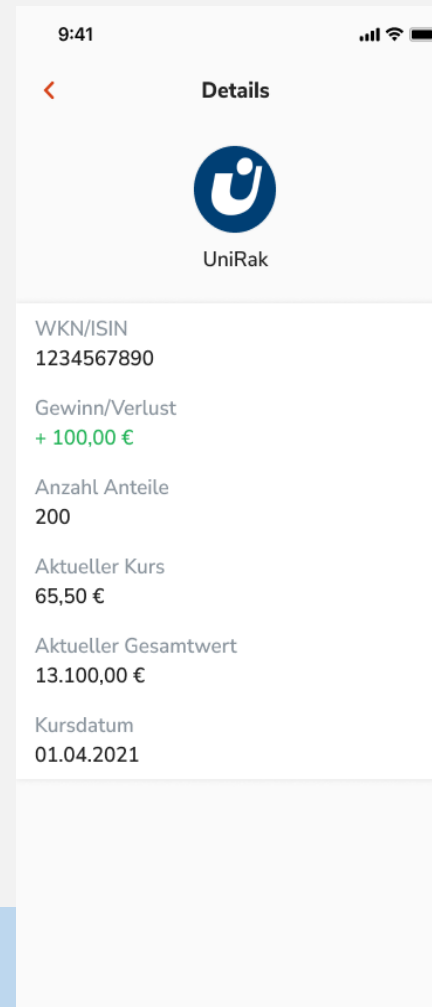 9:41
Details
UniRak
WKN/ISIN
1234567890
Gewinn/Verlust
+ 100,00 €
Anzahl Anteile
200
Aktueller Kurs
65,50 €
Aktueller Gesamtwert
13.100,00 €
Kursdatum
01.04.2021